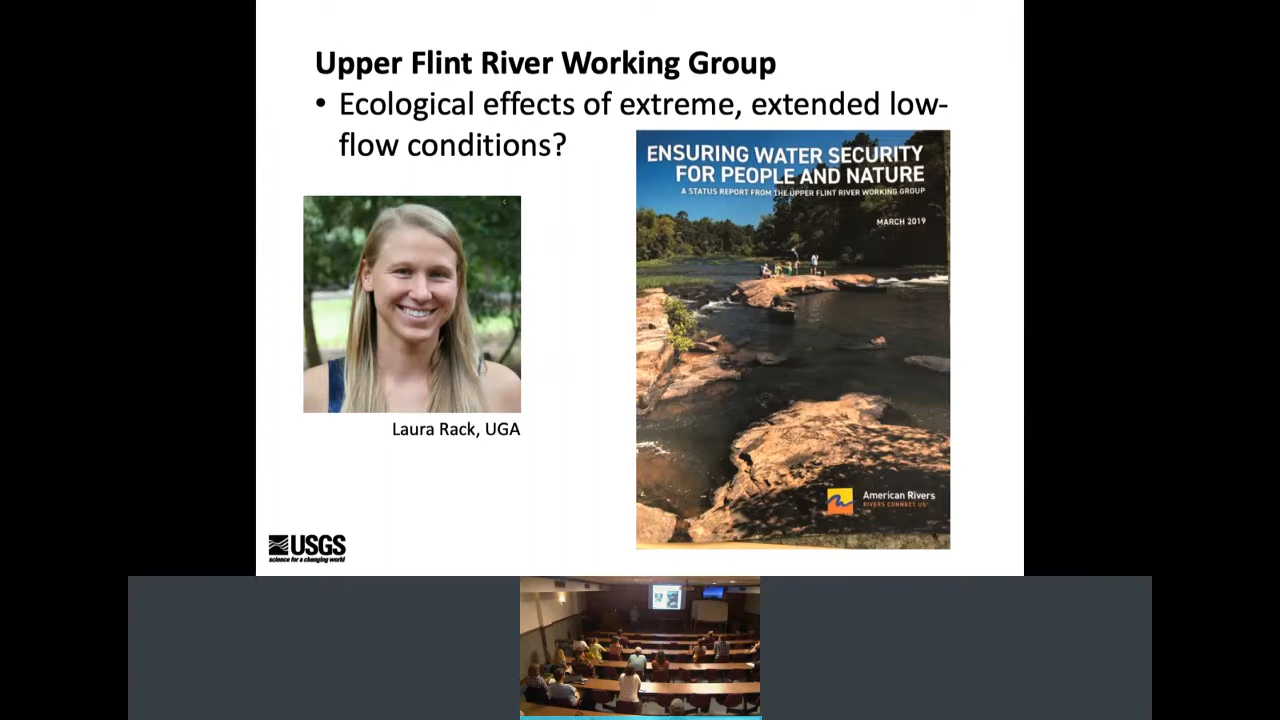 Upper Flint River Working Group
• Ecological effects of extreme, extended low-
flow conditions?
ENSURING WATER SECURITY
FOR PEOPLE AND NATURE
A STATUS REPORT FROM THE UPPER FLINT RIVER WORKING GROUP
MARCH 2019
Laura Rack, UGA
American Rivers
RIVERS CONNECT US®
USGS
science for a changing world